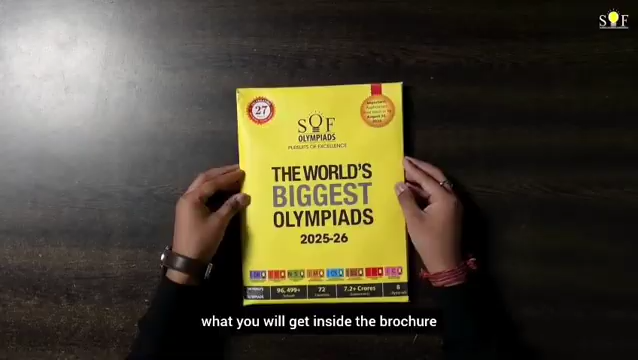 SOF
27
SOF
OLYMPIADS
PURSUITS OF EXCELLENCE
THE WORLD'S
BIGGEST
OLYMPIADS
2025-26
96,499+
72
7.2+ Crores
8
what you will get inside the brochure